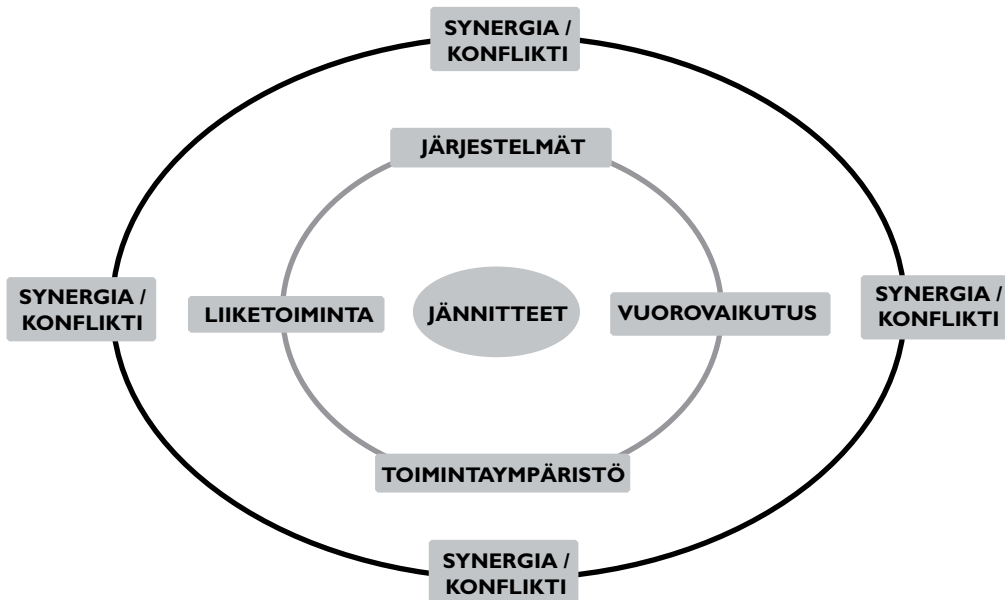 SYNERGIA /
KONFLIKTI
JÄRJESTELMÄT
SYNERGIA /
KONFLIKTI
LIIKETOIMINTA
JÄNNITTEET
VUOROVAIKUTUS
SYNERGIA /
KONFLIKTI
TOIMINTAYMPÄRISTÖ
SYNERGIA /
KONFLIKTI